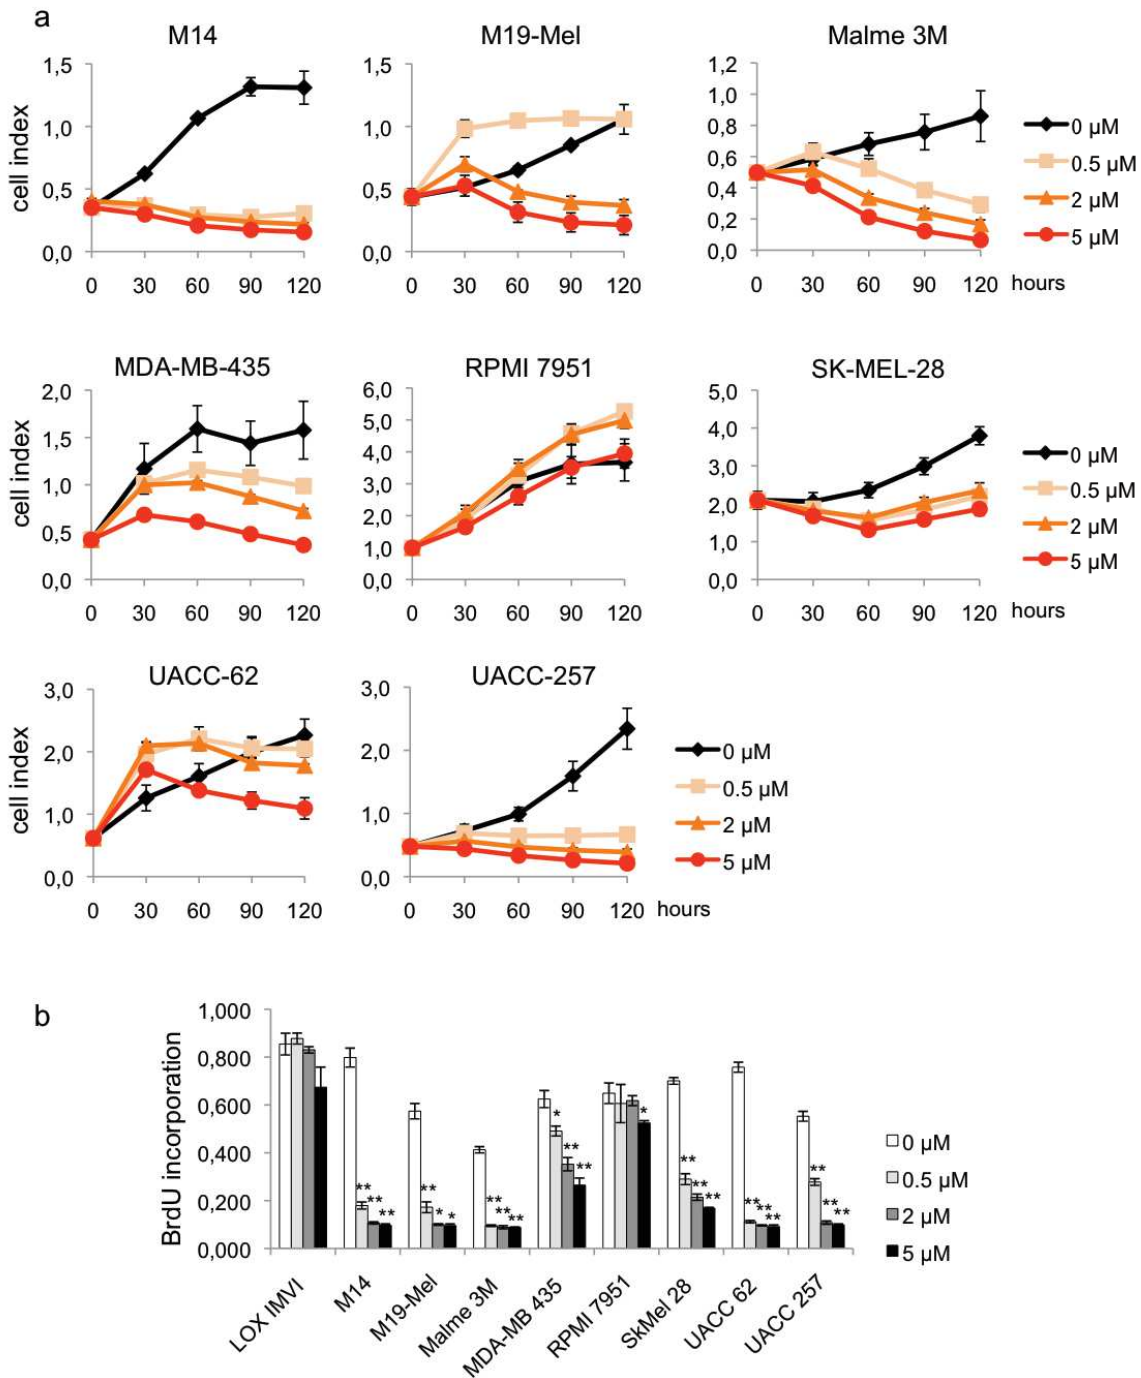 a
M14
M19-Mel
Malme 3M
cell index
1,5
1,0
0,5
0,0
0 30 60 90 120
1,5
1,0
0,5
0,0
0 30 60 90 120
1,2
1,0
0,8
0,6
0,4
0,2
0,0
0 30 60 90 120 hours
0 µM
0.5 µM
2 µM
5 µM
MDA-MB-435
RPMI 7951
SK-MEL-28
cell index
2,0
1,5
1,0
0,5
0,0
0 30 60 90 120
6,0
5,0
4,0
3,0
2,0
1,0
0,0
0 30 60 90 120
5,0
4,0
3,0
2,0
1,0
0,0
0 30 60 90 120 hours
0 µM
0.5 µM
2 µM
5 µM
UACC-62
UACC-257
cell index
3,0
2,0
1,0
0,0
0 30 60 90 120
3,0
2,0
1,0
0,0
0 30 60 90 120 hours
0 µM
0.5 µM
2 µM
5 µM
b
BrdU incorporation
1,000
0,800
0,600
0,400
0,200
0,000
** ** **
** * *
** ** **
* ** **
*
** ** **
** ** **
** ** **
LOX IMVI
M14
M19-Mel
Malme 3M
MDA-MB 435
RPMI 7951
SkMel 28
UACC 62
UACC 257
0 µM
0.5 µM
2 µM
5 µM